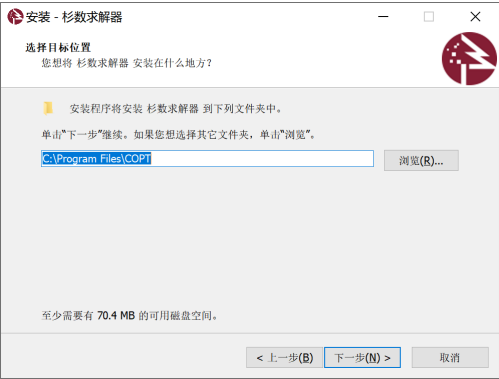 安装 - 杉数求解器
选择目标位置
您想将 杉数求解器 安装在什么地方?
安装程序将安装 杉数求解器 到下列文件夹中。
单击“下一步”继续。如果您想选择其它文件夹，单击“浏览”。
C:\Program Files\COPT
浏览(R)...
至少需要有 70.4 MB 的可用磁盘空间。
< 上一步(B) 下一步(N) > 取消